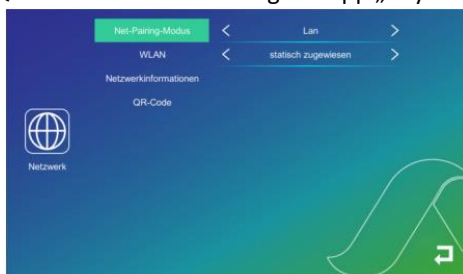 Net-Pairing-Modus < Lan >
WLAN < statisch zugewiesen >
Netzwerkinformationen
QR-Code
Netzwerk